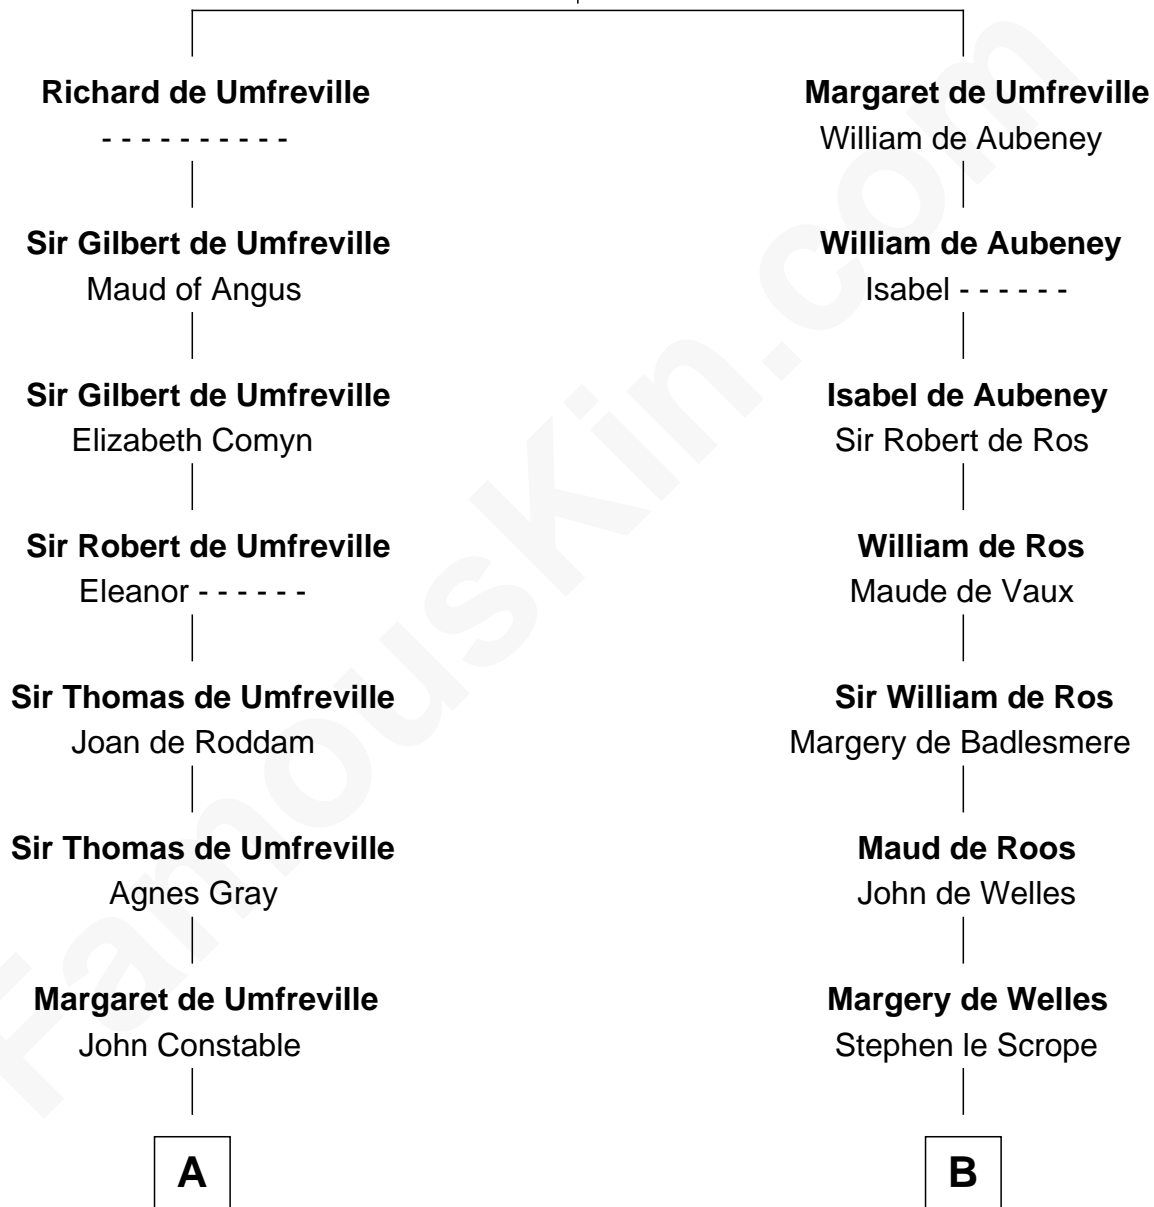 Richard de Umfreville
- - - - - - - - - -
Sir Gilbert de Umfreville
Maud of Angus
Sir Gilbert de Umfreville
Elizabeth Comyn
Sir Robert de Umfreville
Eleanor - - - - - -
Sir Thomas de Umfreville
Joan de Roddam
Sir Thomas de Umfreville
Agnes Gray
Margaret de Umfreville
John Constable
A
Margaret de Umfreville
William de Aubeney
William de Aubeney
Isabel - - - - - -
Isabel de Aubeney
Sir Robert de Ros
William de Ros
Maude de Vaux
Sir William de Ros
Margery de Badlesmere
Maud de Roos
John de Welles
Margery de Welles
Stephen le Scrope
B
FamousKin.com